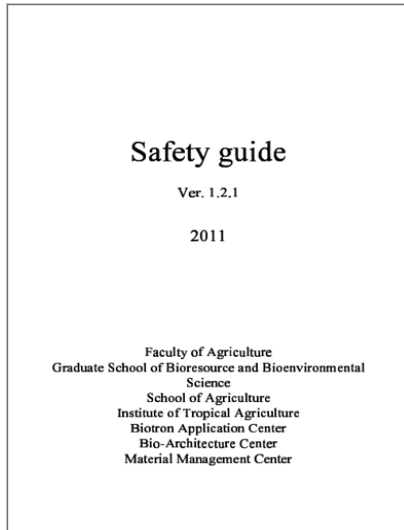 Safety guide
Ver. 1.2.1
2011
Faculty of Agriculture
Graduate School of Bioresource and Bioenvironmental
Science
School of Agriculture
Institute of Tropical Agriculture
Biotron Application Center
Bio-Architecture Center
Material Management Center